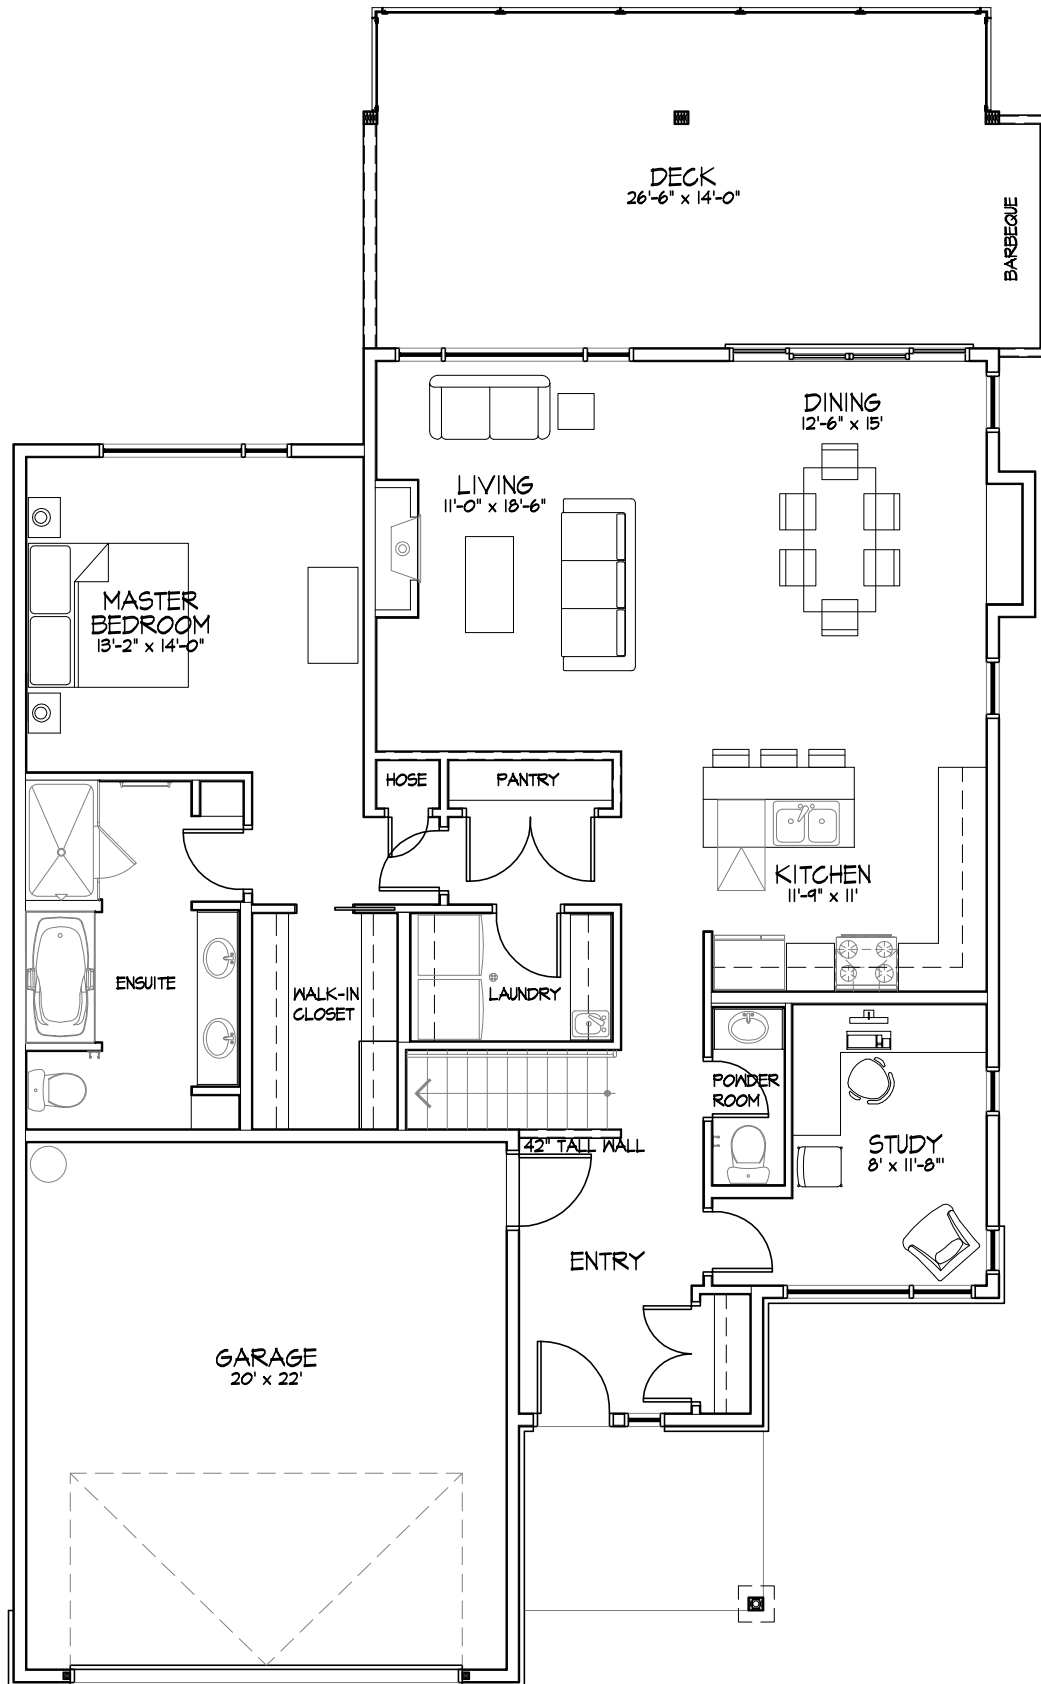 DECK
26'-6" x 14'-0"
BARBEQUE
DINING
12'-6" x 15'
LIVING
11'-0" x 18'-6"
MASTER
BEDROOM
13'-2" x 14'-0"
HOSE
PANTRY
KITCHEN
11'-9" x 11'
ENSUITE
WALK-IN
CLOSET
LAUNDRY
POWDER
ROOM
42" TALL WALL
STUDY
8' x 11'-8"'
ENTRY
GARAGE
20' x 22'